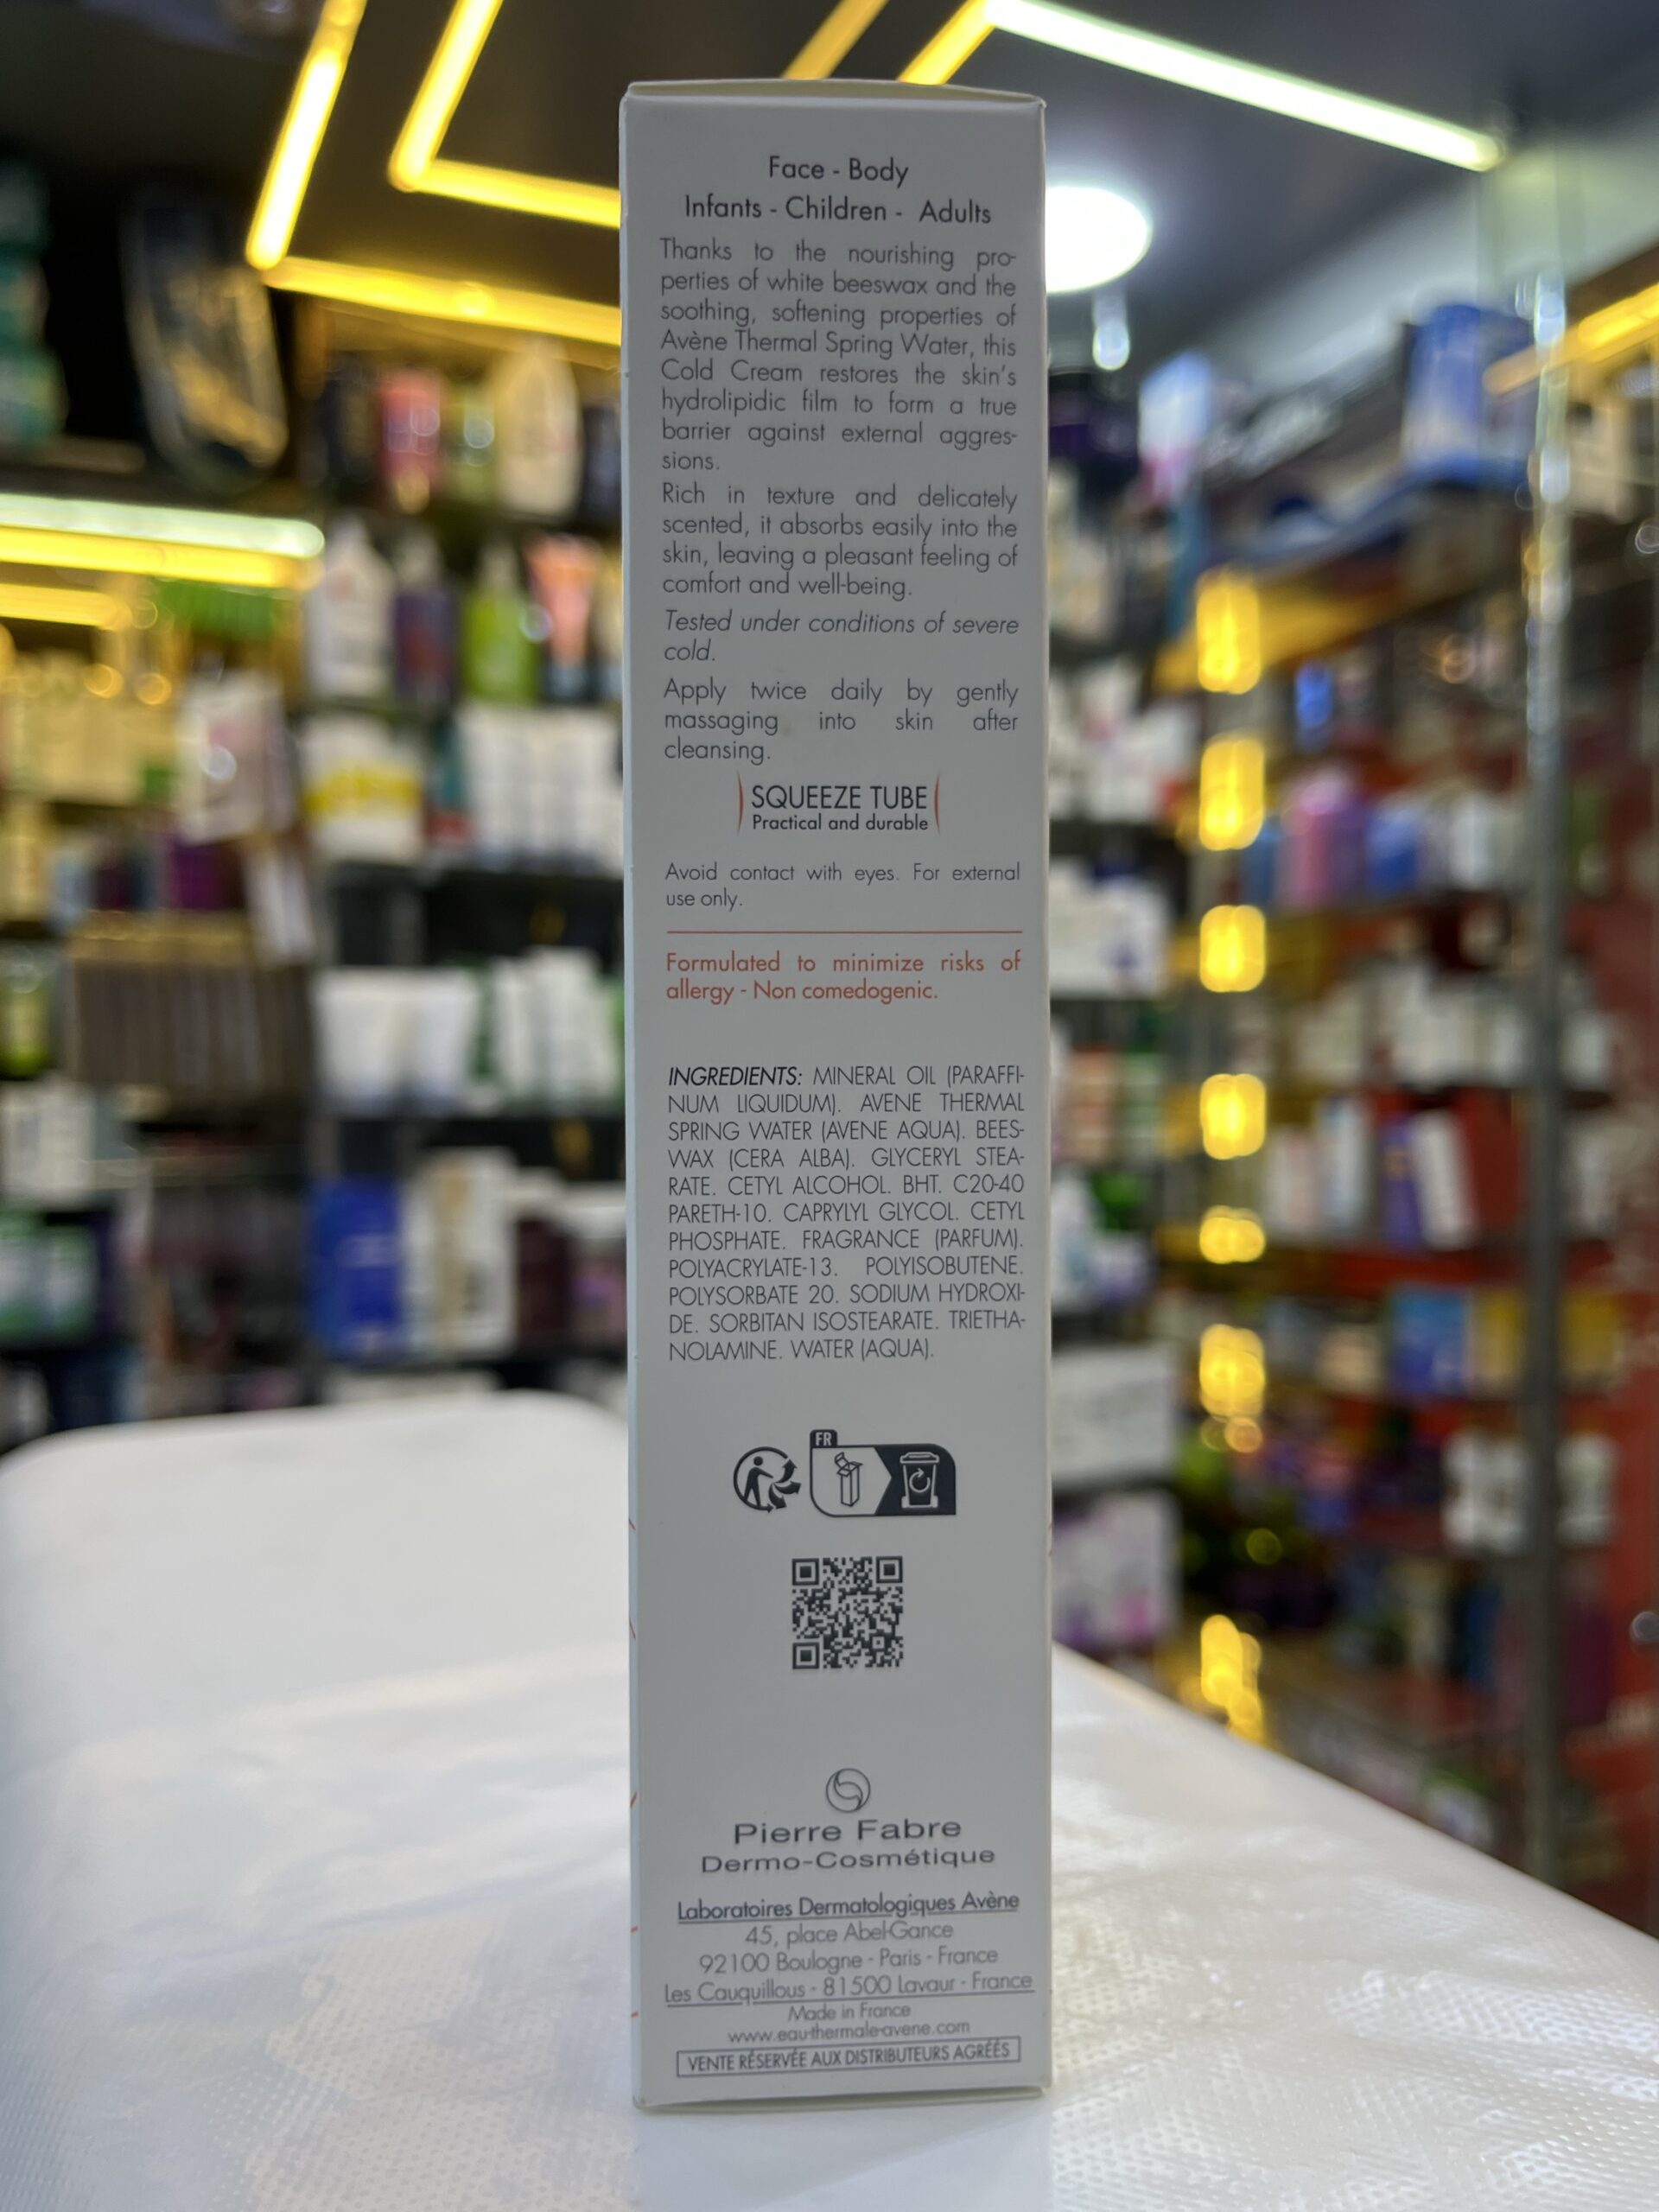 Face - Body
Infants - Children - Adults
Thanks to the nourishing pro-
perties of white beeswax and the
soothing, softening properties of
Avène Thermal Spring Water, this
Cold Cream restores the skin's
hydrolipidic film to form a true
barrier against external aggres-
sions.
Rich in texture and delicately
scented, it absorbs easily into the
skin, leaving a pleasant feeling of
comfort and well-being.
Tested under conditions of severe
cold.
Apply twice daily by gently
massaging into skin after
cleansing.
SQUEEZE TUBE
Practical and durable
Avoid contact with eyes. For external
use only.
Formulated to minimize risks of
allergy - Non comedogenic.
INGREDIENTS: MINERAL OIL (PARAFFI-
NUM LIQUIDUM). AVENE THERMAL
SPRING WATER (AVENE AQUA). BEES-
WAX (CERA ALBA). GLYCERYL STEA-
RATE. CETYL ALCOHOL. BHT. C20-40
PARETH-10. CAPRYLYL GLYCOL. CETYL
PHOSPHATE. FRAGRANCE (PARFUM).
POLYACRYLATE-13. POLYISOBUTENE.
POLYSORBATE 20. SODIUM HYDROXI-
DE. SORBITAN ISOSTEARATE. TRIETHA-
NOLAMINE. WATER (AQUA).
FR
Pierre Fabre
Dermo-Cosmétique
Laboratoires Dermatologiques Avène
45, place Abel-Gance
92100 Boulogne - Paris - France
Les Cauquillous - 81500 Lavaur - France
Made in France
www.eau-thermale-avene.com
VENTE RÉSERVÉE AUX DISTRIBUTEURS AGRÉÉS